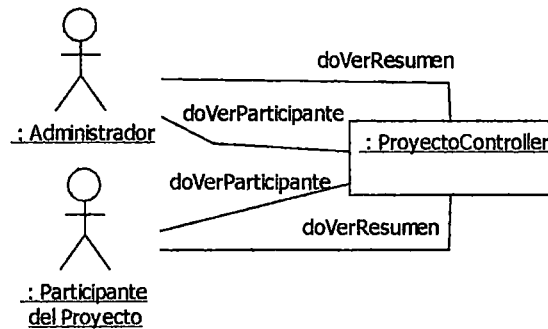 doVerResumen
doVerParticipante
: Administrador
: ProyectoController
doVerParticipante
doVerResumen
: Participante
del Proyecto